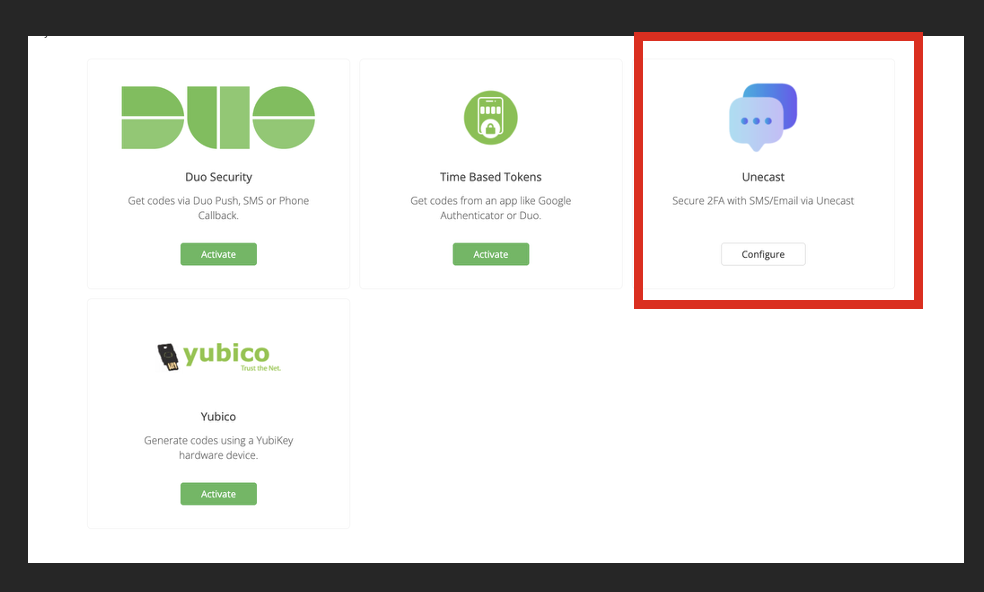 DUO
Duo Security
Get codes via Duo Push, SMS or Phone
Callback.
Activate
Time Based Tokens
Get codes from an app like Google
Authenticator or Duo.
Activate
Unecast
Secure 2FA with SMS/Email via Unecast
Configure
yubico
Trust the Net.
Yubico
Generate codes using a YubiKey
hardware device.
Activate